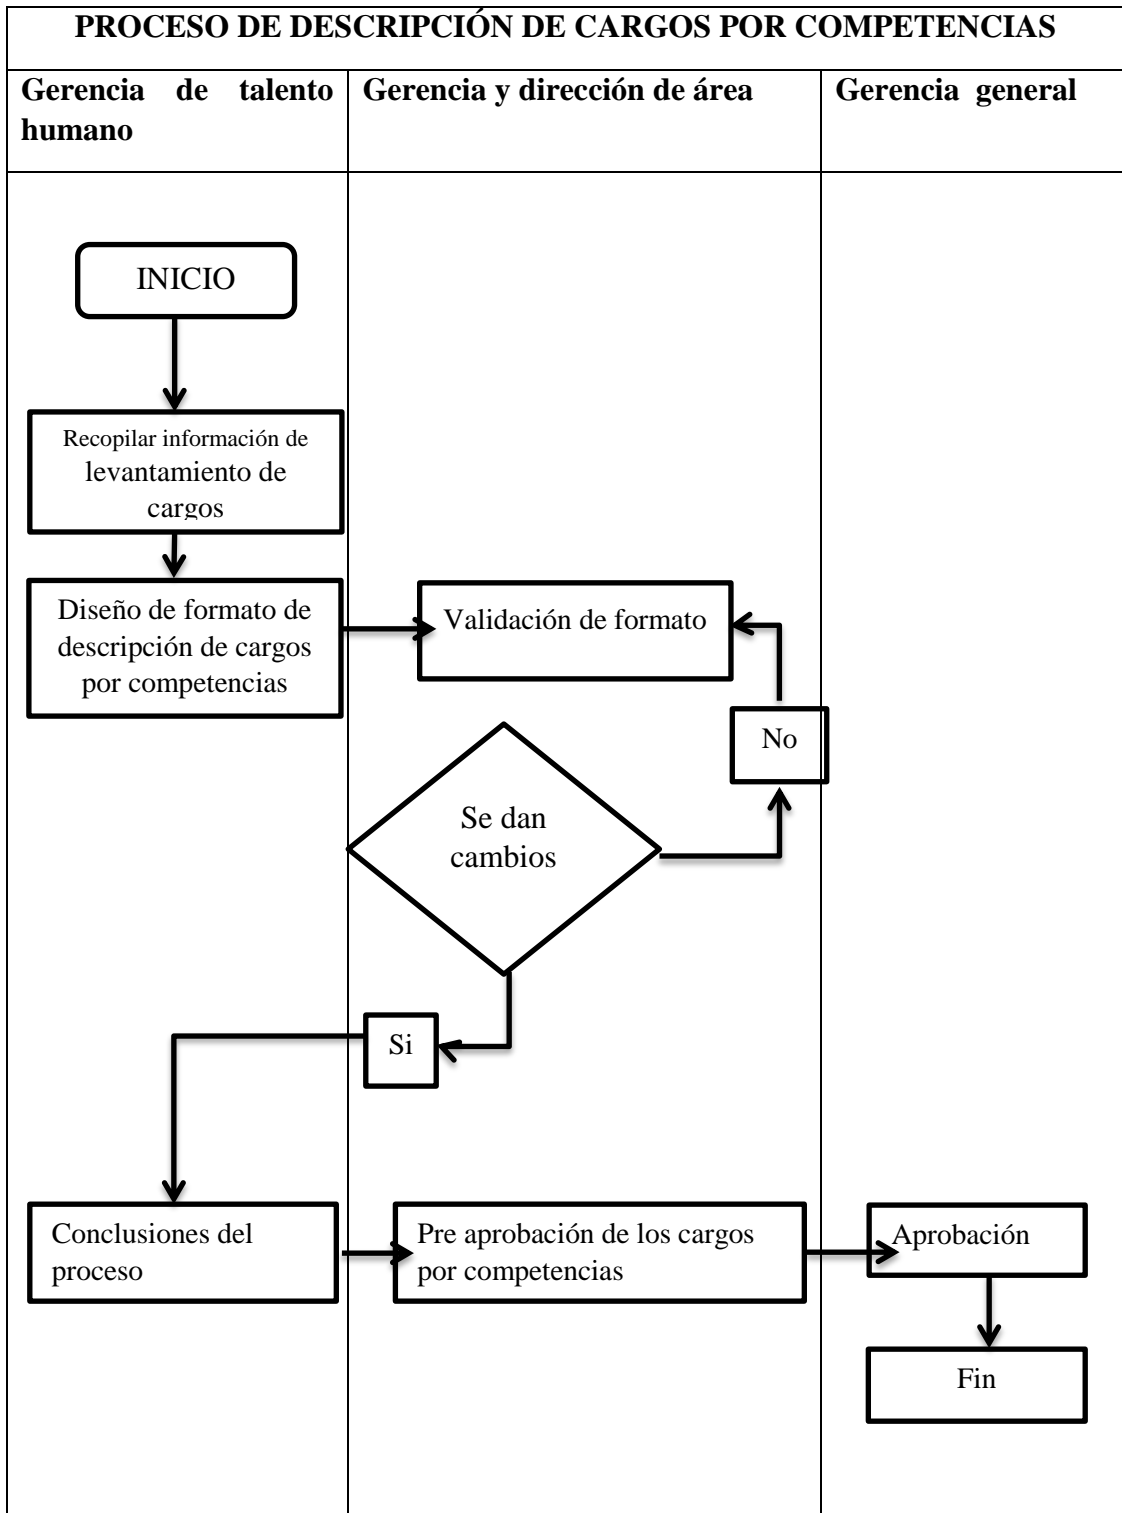 PROCESO DE DESCRIPCIÓN DE CARGOS POR COMPETENCIAS
Gerencia de talento
humano
Gerencia y dirección de área
Gerencia general
INICIO
Recopilar información de
levantamiento de
cargos
Diseño de formato de
descripción de cargos
por competencias
Validación de formato
No
Se dan
cambios
Si
Conclusiones del
proceso
Pre aprobación de los cargos
por competencias
Aprobación
Fin